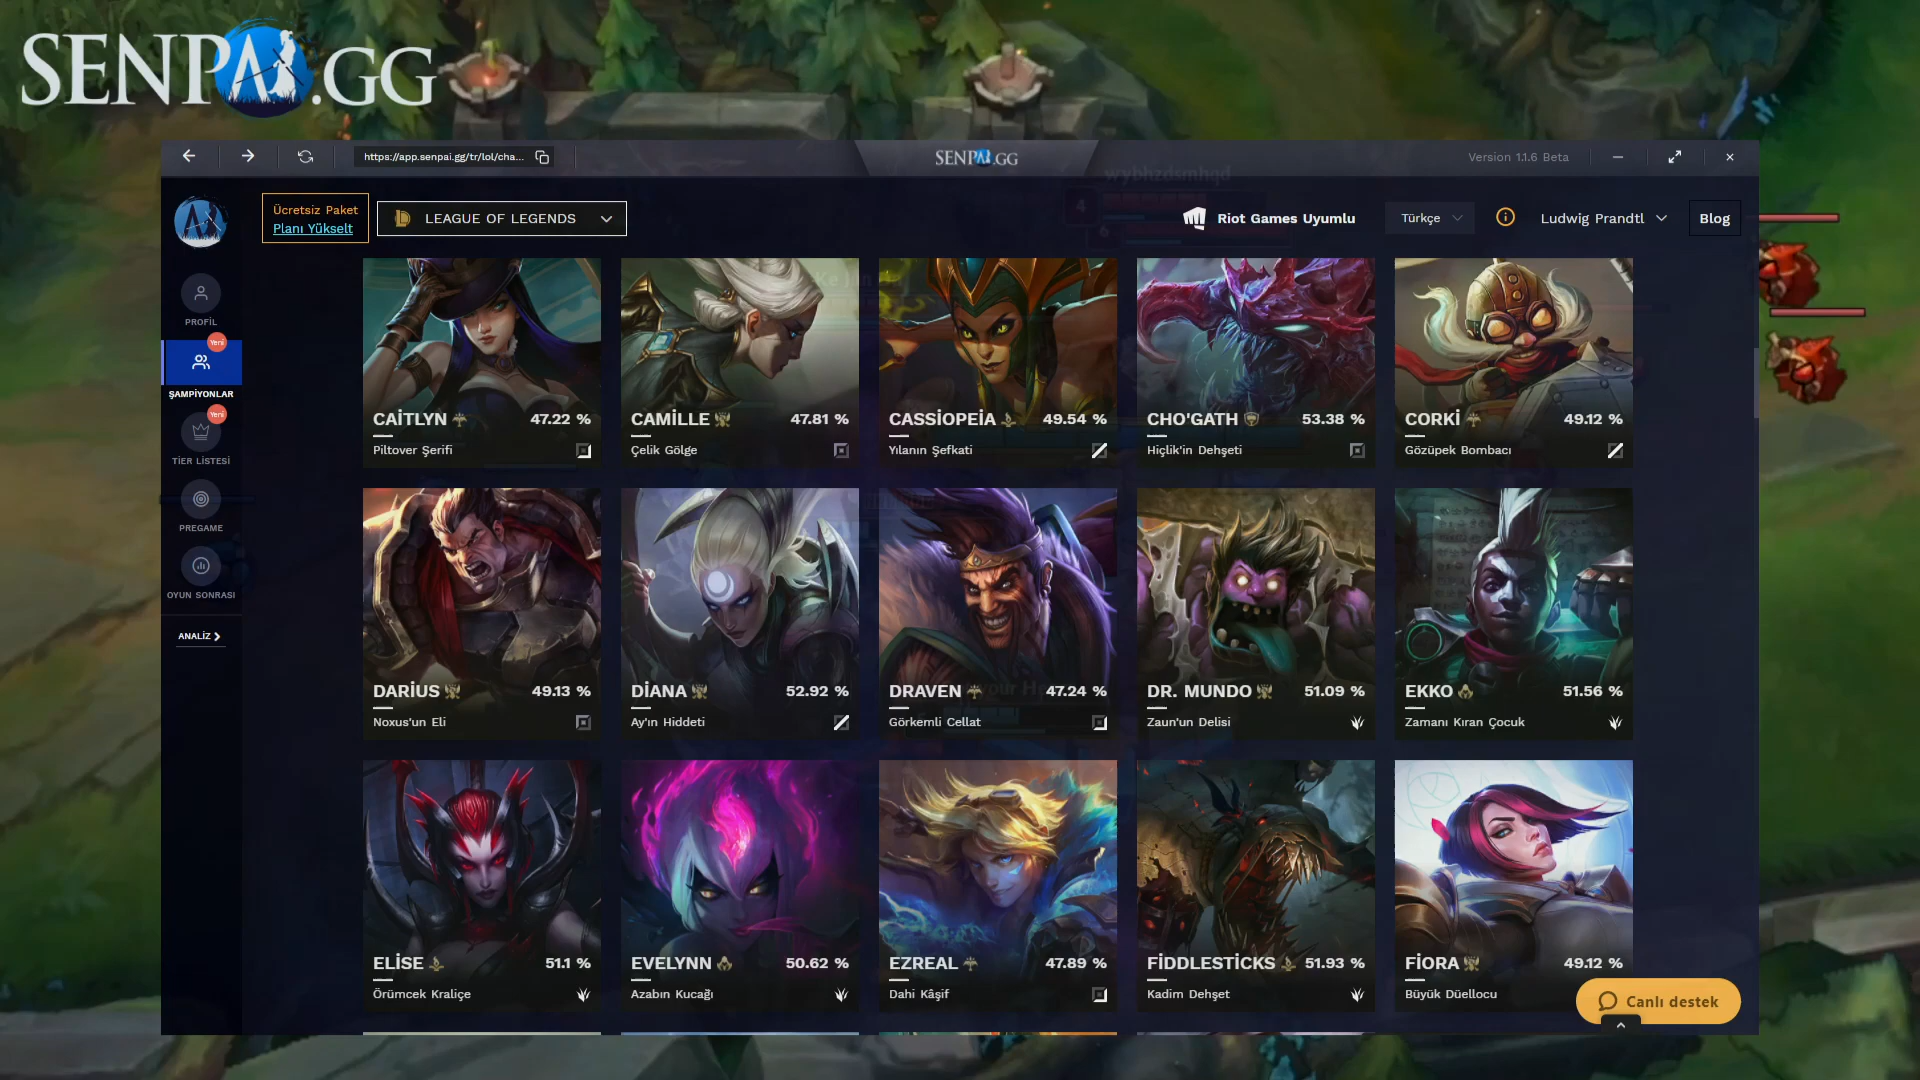 SENPAI.GG
https://app.senpai.gg/tr/lol/cha...
SENPAI.GG
Version 1.1.6 Beta
Ücretsiz Paket
Planı Yükselt
LEAGUE OF LEGENDS
Riot Games Uyumlu
Türkçe
Ludwig Prandtl
Blog
PROFİL
Yeni
ŞAMPİYONLAR
Yeni
TİER LİSTESİ
PREGAME
OYUN SONRASI
ANALİZ
CAİTLYN 47.22 %
Piltover Şerifi
CAMİLLE 47.81 %
Çelik Gölge
CASSİOPEİA 49.54 %
Yılanın Şefkati
CHO'GATH 53.38 %
Hiçlik'in Dehşeti
CORKİ 49.12 %
Gözüpek Bombacı
DARİUS 49.13 %
Noxus'un Eli
DİANA 52.92 %
Ay'ın Hiddeti
DRAVEN 47.24 %
Görkemli Cellat
DR. MUNDO 51.09 %
Zaun'un Delisi
EKKO 51.56 %
Zamanı Kıran Çocuk
ELİSE 51.1 %
Örümcek Kraliçe
EVELYNN 50.62 %
Azabın Kucağı
EZREAL 47.89 %
Dahi Kâşif
FİDDLESTİCKS 51.93 %
Kadim Dehşet
FİORA 49.12 %
Büyük Düellocu
Canlı destek